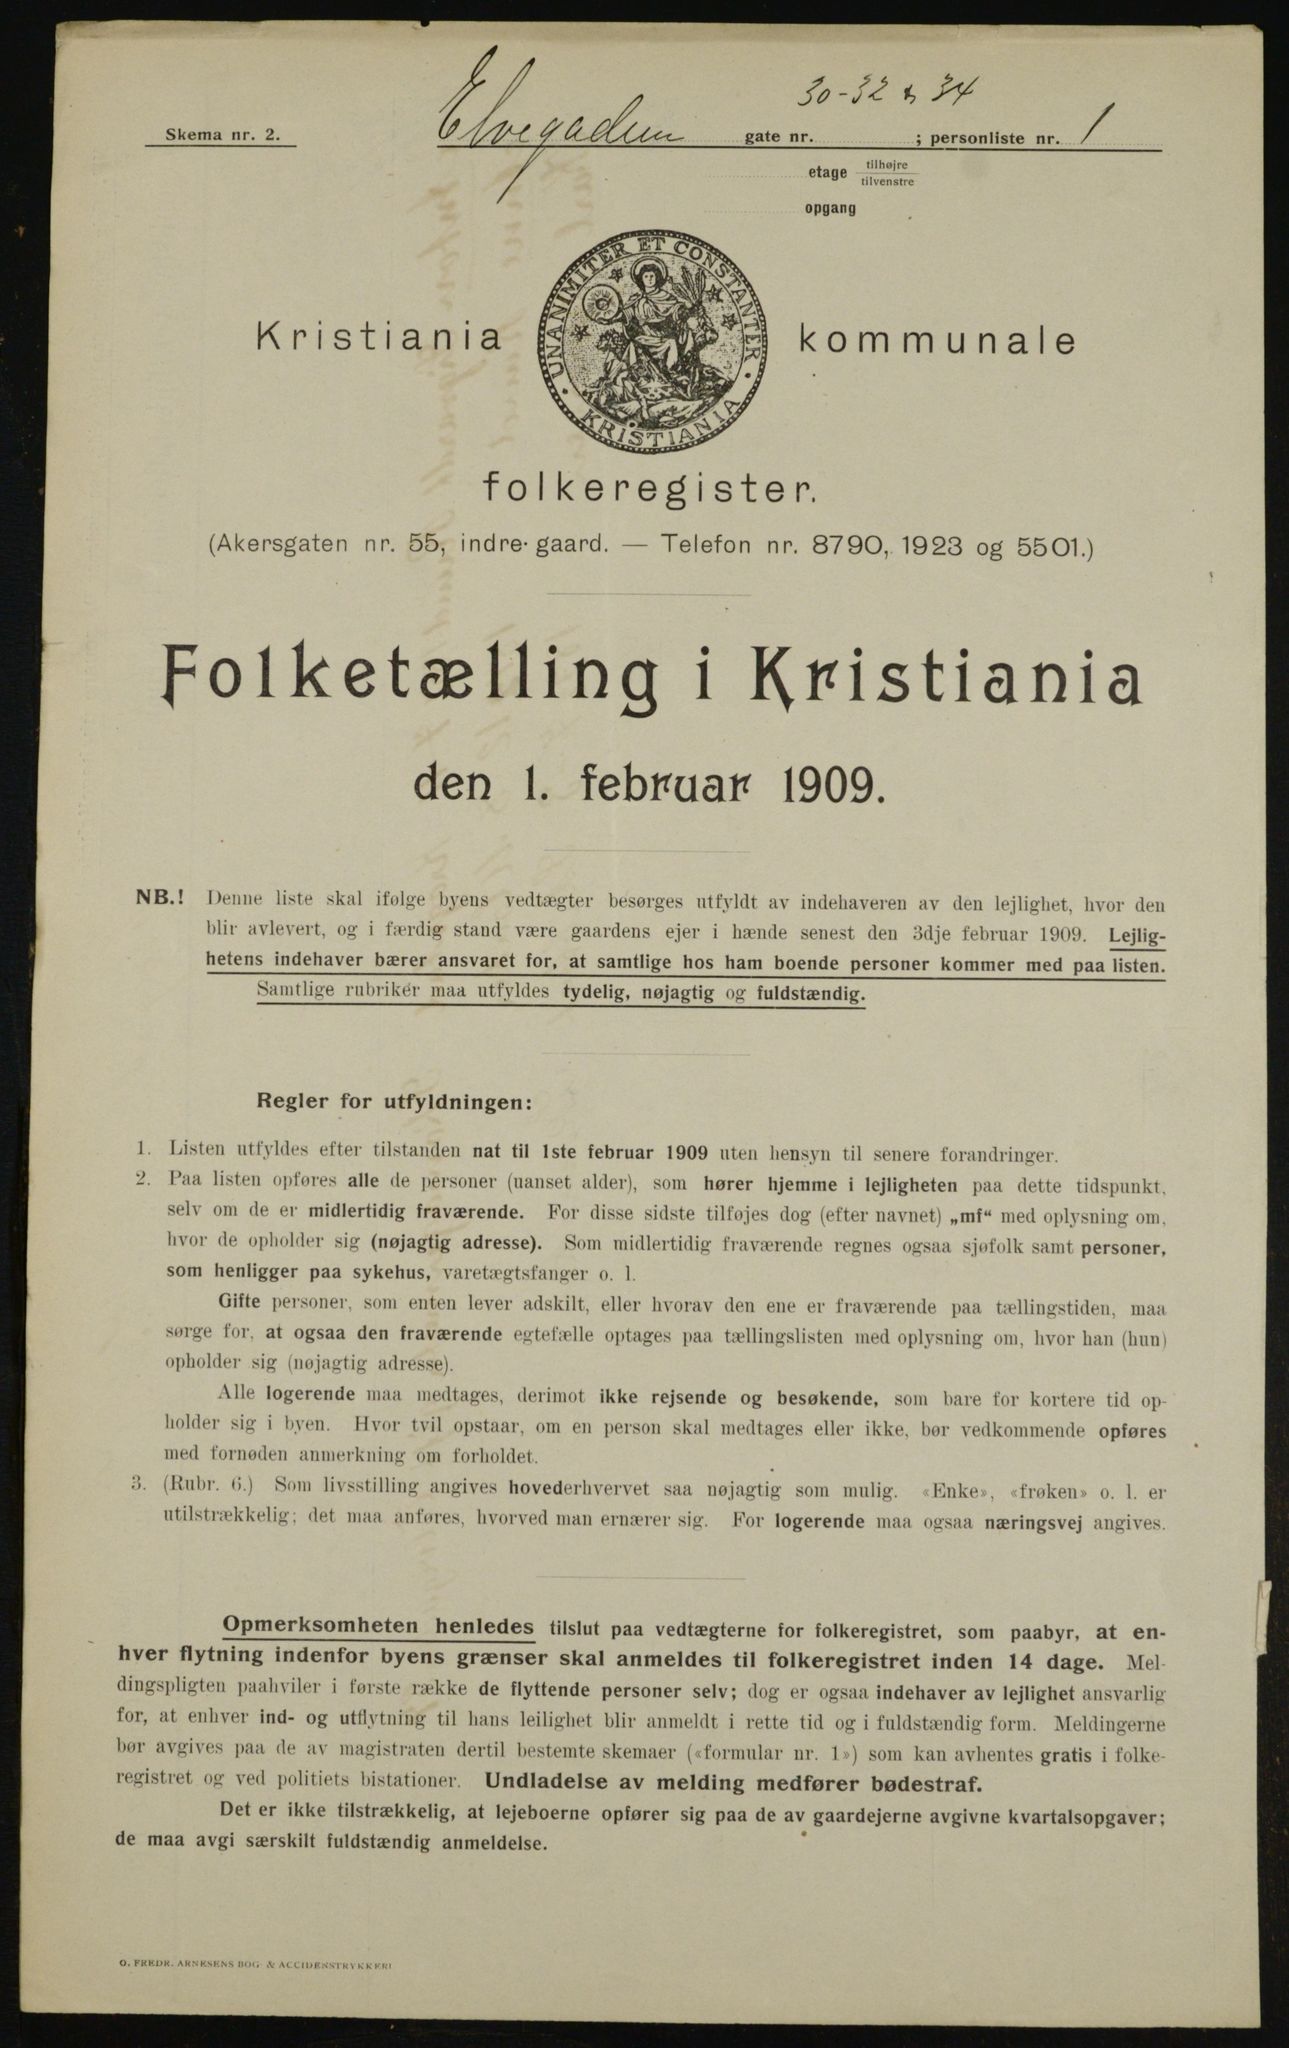 Skema nr. 2.
Elvegaden gate nr. 30-32 & 34 ; personliste nr. 1
etage tilhøjre
tilvenstre
opgang
UNANIMITER ET CONSTANTER
KRISTIANIA
Kristiania kommunale
folkeregister.
(Akersgaten nr. 55, indre gaard. — Telefon nr. 8790, 1923 og 5501.)
Folketælling i Kristiania
den 1. februar 1909.
NB.! Denne liste skal ifølge byens vedtægter besørges utfyldt av indehaveren av den lejlighet, hvor den
blir avlevert, og i færdig stand være gaardens ejer i hænde senest den 3dje februar 1909. Lejlig-
hetens indehaver bærer ansvaret for, at samtlige hos ham boende personer kommer med paa listen.
Samtlige rubriker maa utfyldes tydelig, nøjagtig og fuldstændig.
Regler for utfyldningen:
1. Listen utfyldes efter tilstanden nat til 1ste februar 1909 uten hensyn til senere forandringer.
2. Paa listen opføres alle de personer (uanset alder), som hører hjemme i lejligheten paa dette tidspunkt,
selv om de er midlertidig fraværende. For disse sidste tilføjes dog (efter navnet) „mf“ med oplysning om,
hvor de opholder sig (nøjagtig adresse). Som midlertidig fraværende regnes ogsaa sjøfolk samt personer,
som henligger paa sykehus, varetægtsfanger o. l.
Gifte personer, som enten lever adskilt, eller hvorav den ene er fraværende paa tællingstiden, maa
sørge for, at ogsaa den fraværende egtefælle optages paa tællingslisten med oplysning om, hvor han (hun)
opholder sig (nøjagtig adresse).
Alle logerende maa medtages, derimot ikke rejsende og besøkende, som bare for kortere tid op-
holder sig i byen. Hvor tvil opstaar, om en person skal medtages eller ikke, bør vedkommende opføres
med fornøden anmerkning om forholdet.
3. (Rubr. 6.) Som livsstilling angives hovederhvervet saa nøjagtig som mulig. «Enke», «frøken» o. l. er
utilstrækkelig; det maa anføres, hvorved man ernærer sig. For logerende maa ogsaa næringsvej angives.
Opmerksomheten henledes tilslut paa vedtægterne for folkeregistret, som paabyr, at en-
hver flytning indenfor byens grænser skal anmeldes til folkeregistret inden 14 dage. Mel-
dingspligten paahviler i første række de flyttende personer selv; dog er ogsaa indehaver av lejlighet ansvarlig
for, at enhver ind- og utflytning til hans leilighet blir anmeldt i rette tid og i fuldstændig form. Meldingerne
bør avgives paa de av magistraten dertil bestemte skemaer («formular nr. 1») som kan avhentes gratis i folke-
registret og ved politiets bistationer. Undladelse av melding medfører bødestraf.
Det er ikke tilstrækkelig, at lejeboerne opfører sig paa de av gaardejerne avgivne kvartalsopgaver;
de maa avgi særskilt fuldstændig anmeldelse.
O. FREDR. ARNESENS BOG- & ACCIDENSTRYKKERI